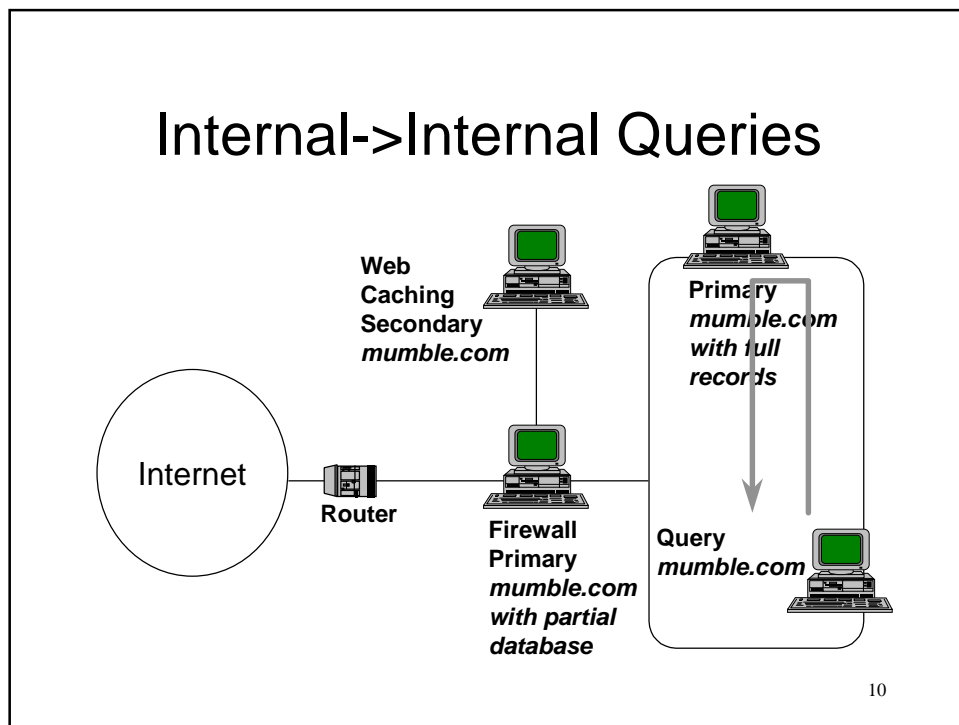 Internal->Internal Queries
Web
Caching
Secondary
mumble.com
Primary
mumble.com
with full
records
Internet
Router
Firewall
Primary
mumble.com
with partial
database
Query
mumble.com
10